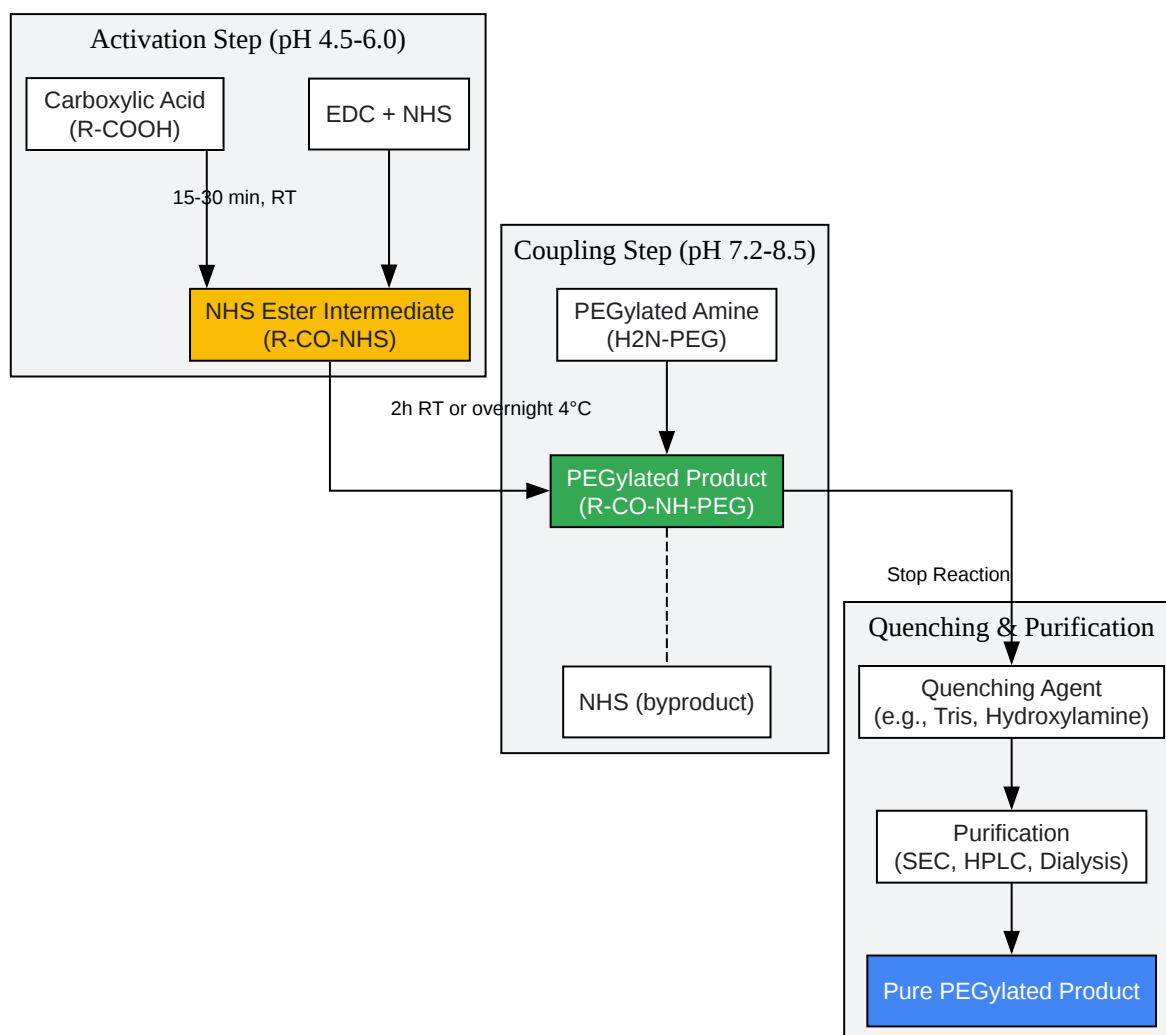 Activation Step (pH 4.5-6.0)
Carboxylic Acid
(R-COOH)
EDC + NHS
15-30 min, RT
NHS Ester Intermediate
(R-CO-NHS)
Coupling Step (pH 7.2-8.5)
PEGylated Amine
(H2N-PEG)
2h RT or overnight 4°C
PEGylated Product
(R-CO-NH-PEG)
NHS (byproduct)
Stop Reaction
Quenching & Purification
Quenching Agent
(e.g., Tris, Hydroxylamine)
Purification
(SEC, HPLC, Dialysis)
Pure PEGylated Product